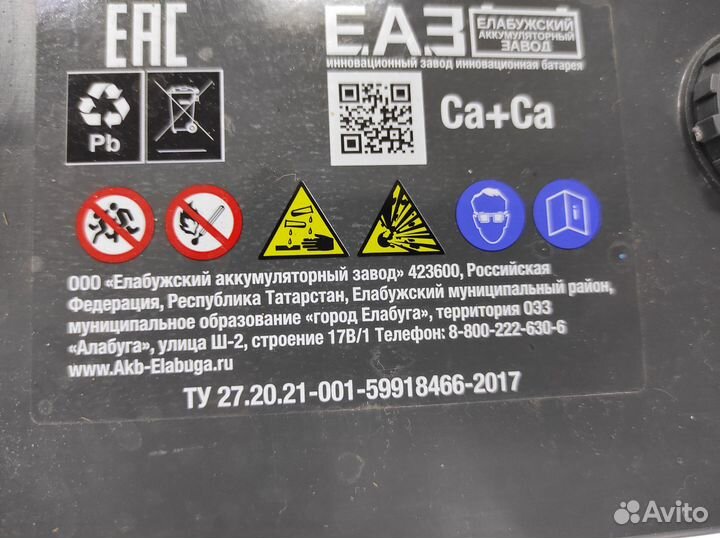 ЕАС
Е.А.З
ЕЛАБУЖСКИЙ
АККУМУЛЯТОРНЫЙ
ЗАВОД
инновационный завод инновационная батарея
Pb
Ca+Ca
ООО «Елабужский аккумуляторный завод» 423600, Российская
Федерация, Республика Татарстан, Елабужский муниципальный район,
муниципальное образование «город Елабуга», территория ОЭЗ
«Алабуга», улица Ш-2, строение 17В/1 Телефон: 8-800-222-630-6
www.Akb-Elabuga.ru
ТУ 27.20.21-001-59918466-2017
Avito